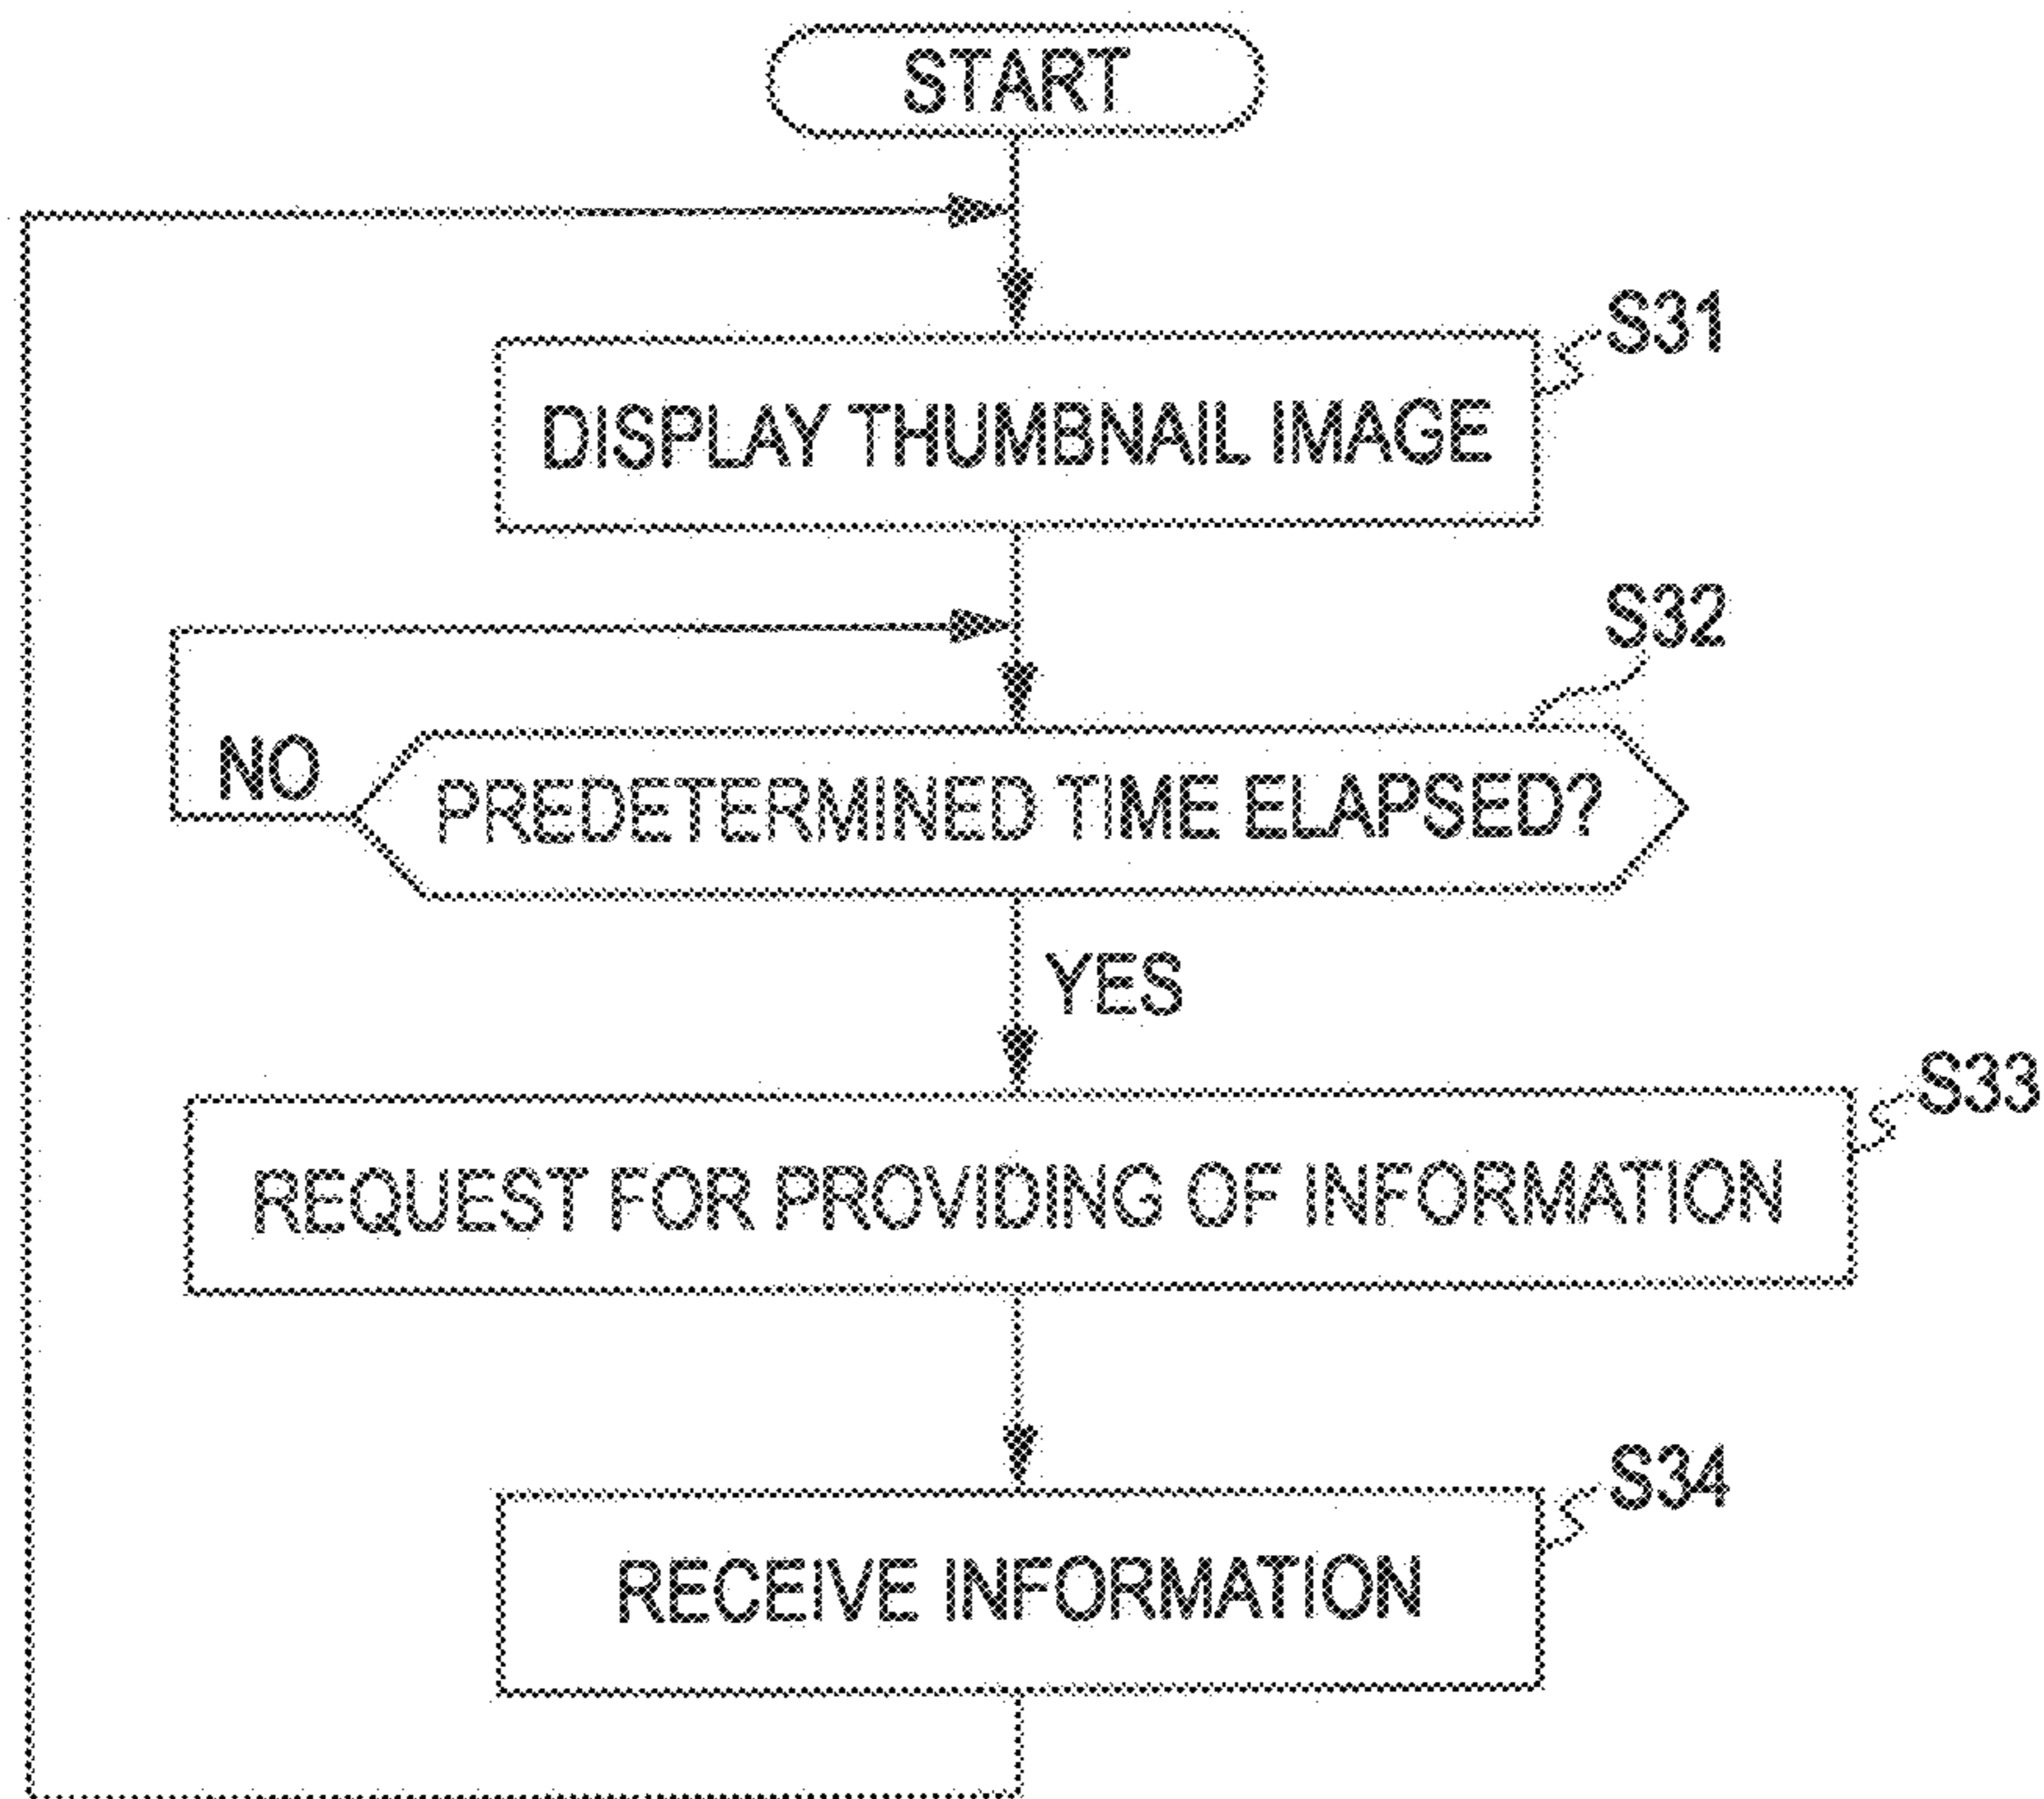 START
S31
DISPLAY THUMBNAIL IMAGE
S32
NO
PREDETERMINED TIME ELAPSED?
YES
S33
REQUEST FOR PROVIDING OF INFORMATION
S34
RECEIVE INFORMATION